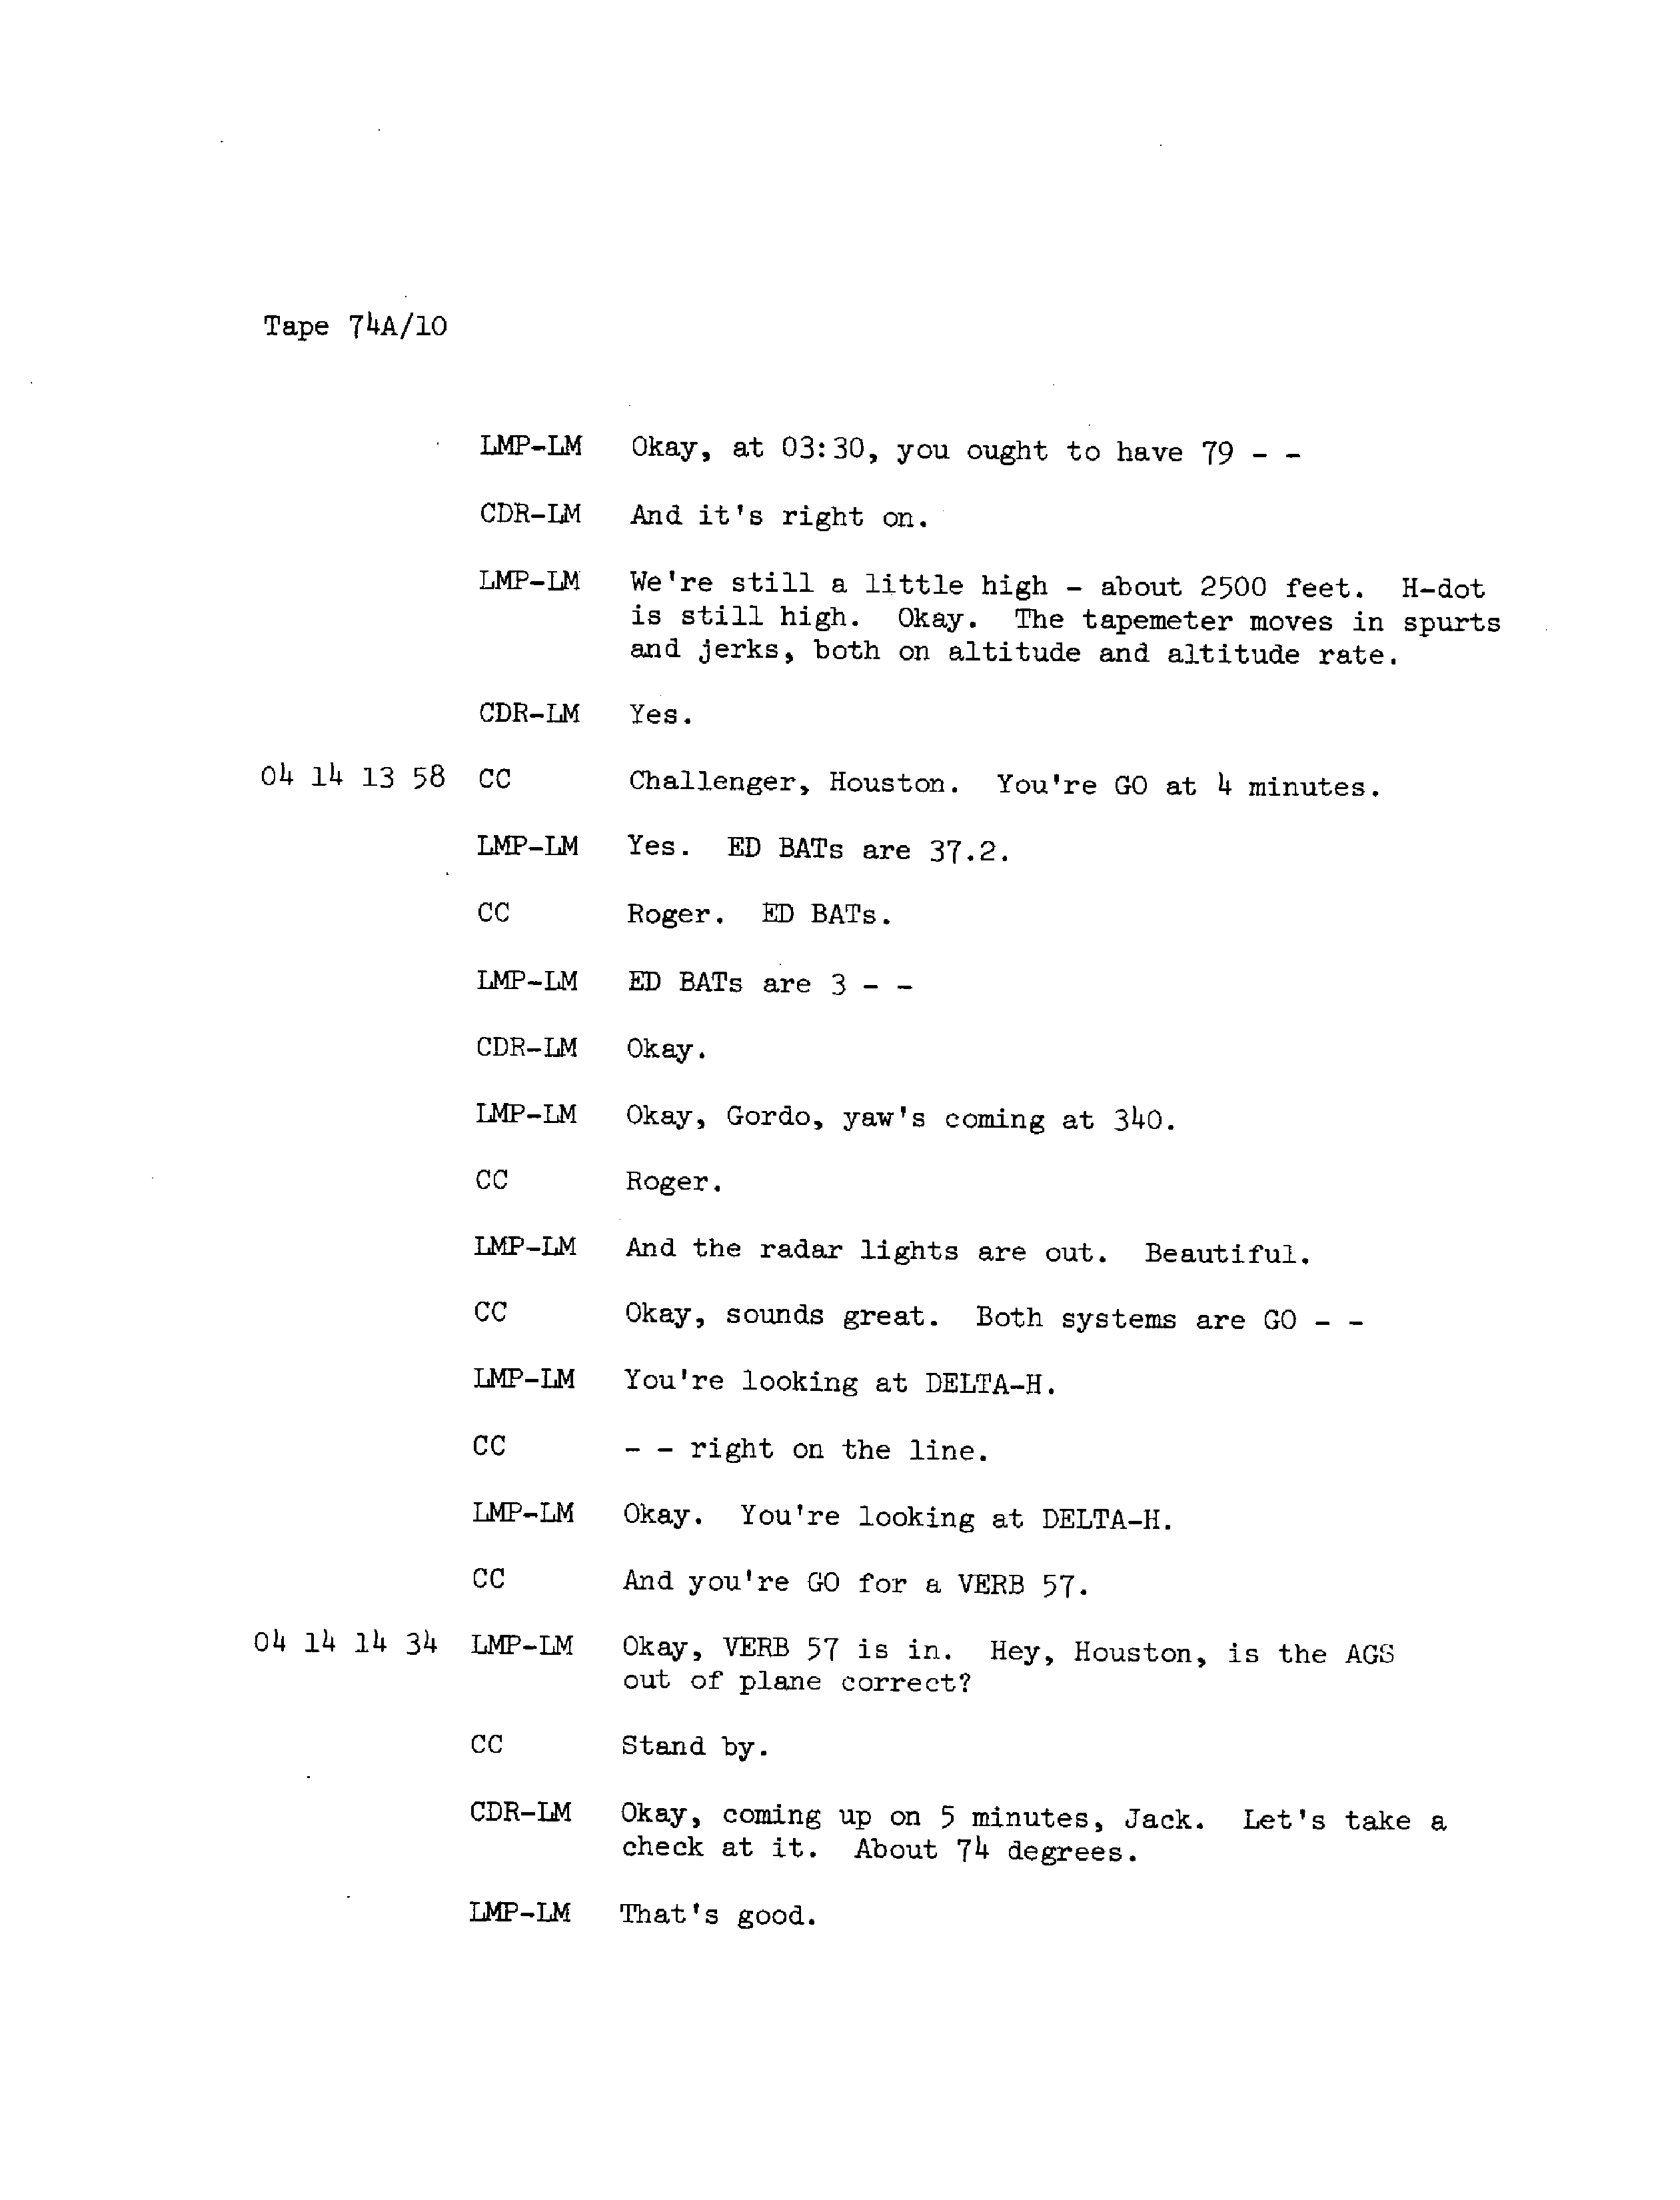 Tape 74A/10
LMP-LM Okay, at 03:30, you ought to have 79 - -
CDR-LM And it's right on.
LMP-LM We're still a little high - about 2500 feet. H-dot
is still high. Okay. The tapemeter moves in spurts
and jerks, both on altitude and altitude rate.
CDR-LM Yes.
04 14 13 58 CC Challenger, Houston. You're GO at 4 minutes.
LMP-LM Yes. ED BATs are 37.2.
CC Roger. ED BATs.
LMP-LM ED BATs are 3 - -
CDR-LM Okay.
LMP-LM Okay, Gordo, yaw's coming at 340.
CC Roger.
LMP-LM And the radar lights are out. Beautiful.
CC Okay, sounds great. Both systems are GO - -
LMP-LM You're looking at DELTA-H.
CC - - right on the line.
LMP-LM Okay. You're looking at DELTA-H.
CC And you're GO for a VERB 57.
04 14 14 34 LMP-LM Okay, VERB 57 is in. Hey, Houston, is the AGS
out of plane correct?
CC Stand by.
CDR-LM Okay, coming up on 5 minutes, Jack. Let's take a
check at it. About 74 degrees.
LMP-LM That's good.